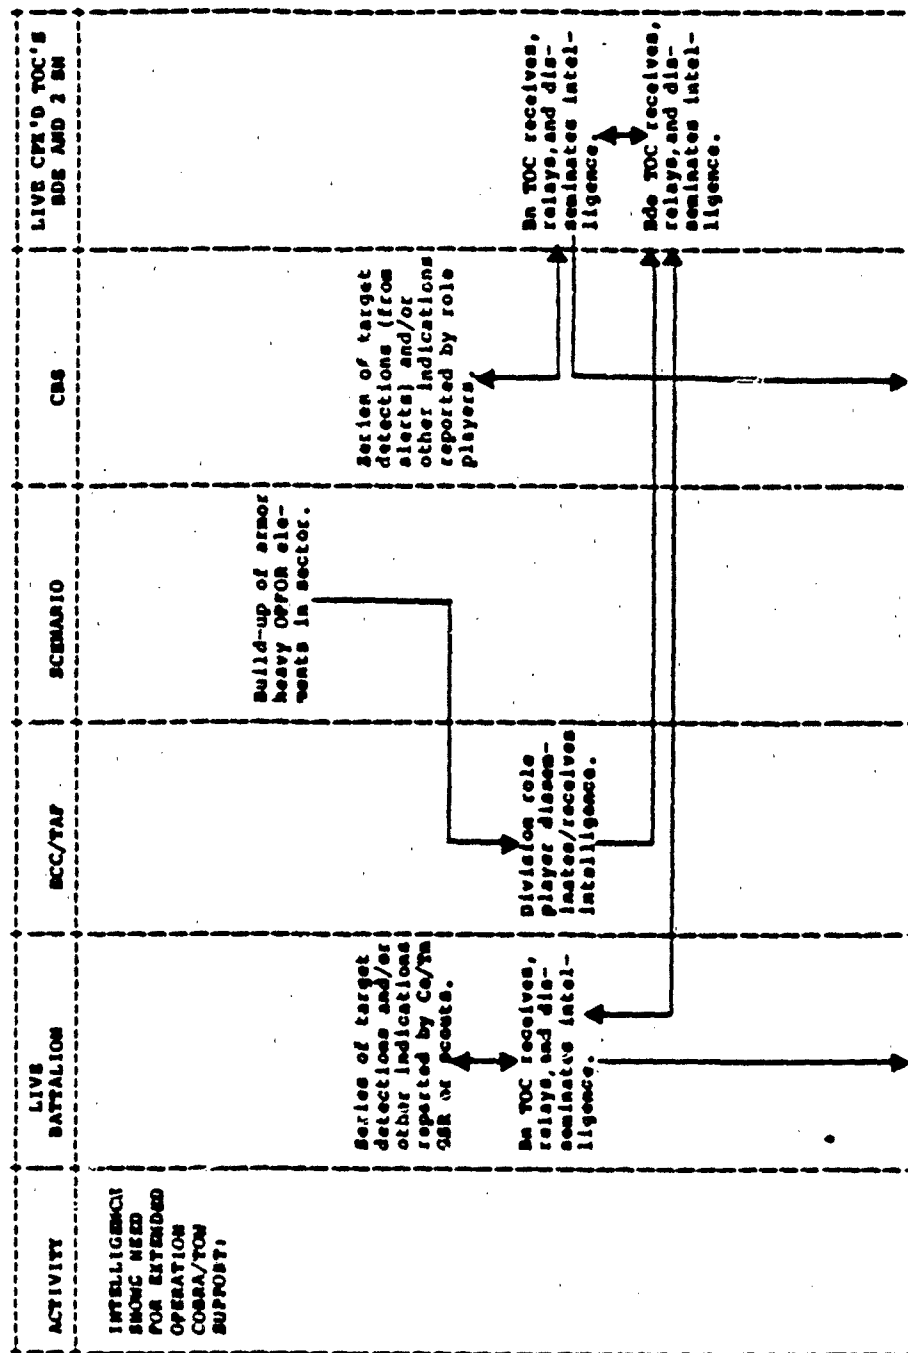 ACTIVITY
LIVE
BATTALION
BCC/TAF
SCENARIO
CBS
LIVE CPX'D TOC'S
BDE AND 2 BN
INTELLIGENCE
SHOWS NEED
FOR EXTENDED
OPERATION
COBRA/TOW
SUPPORT:
Series of target
detections and/or
other indications
reported by Co/Tm
GSR or scouts.
Bn TOC receives,
relays, and dis-
seminates intel-
ligence.
Division role
player dissem-
inates/receives
intelligence.
Build-up of armor
heavy OPFOR ele-
ments in sector.
Series of target
detections (from
alerts) and/or
other indications
reported by role
players.
Bn TOC receives,
relays, and dis-
seminates intel-
ligence.
Bde TOC receives,
relays, and dis-
seminates intel-
ligence.